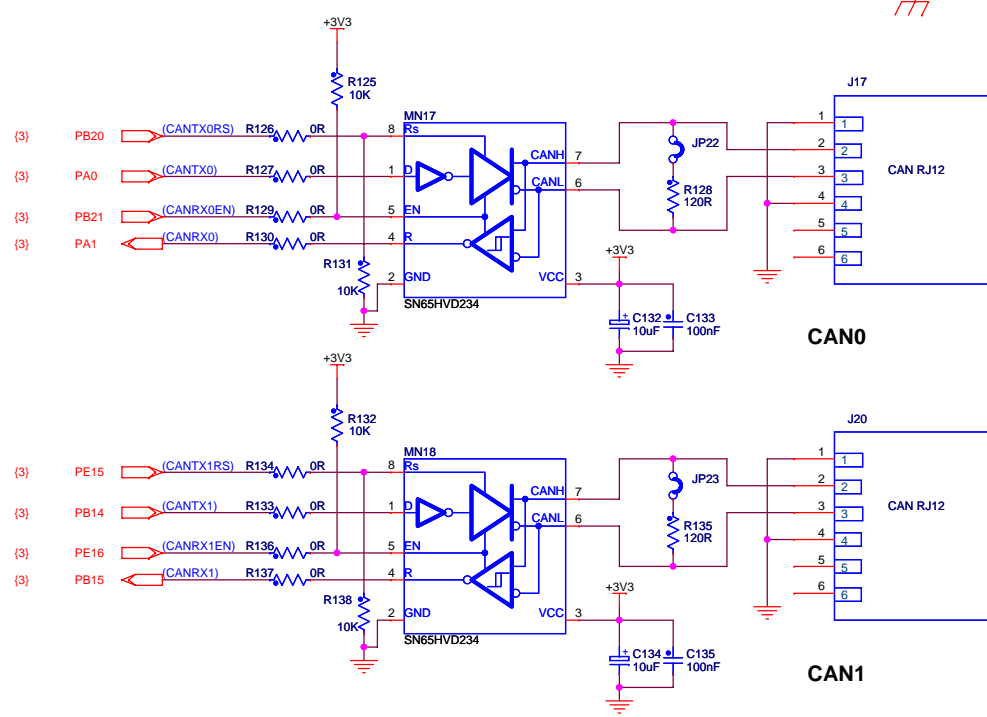 +3V3
R125
10K
J17
MN17
{3} PB20 (CANTX0RS) R126 0R 8 Rs
1 1
JP22
CANH 7
2 2
{3} PA0 (CANTX0) R127 0R 1 D
CANL 6
3 3 CAN RJ12
R128
120R
4 4
{3} PB21 (CANRX0EN) R129 0R 5 EN
5 5
{3} PA1 (CANRX0) R130 0R 4 R
6 6
+3V3
R131
10K
2 GND VCC 3
SN65HVD234
C132
+
10uF
C133
100nF
CAN0
+3V3
R132
10K
J20
MN18
{3} PE15 (CANTX1RS) R134 0R 8 Rs
1 1
JP23
CANH 7
2 2
{3} PB14 (CANTX1) R133 0R 1 D
CANL 6
3 3 CAN RJ12
R135
120R
4 4
{3} PE16 (CANRX1EN) R136 0R 5 EN
5 5
{3} PB15 (CANRX1) R137 0R 4 R
6 6
+3V3
R138
10K
2 GND VCC 3
SN65HVD234
C134
+
10uF
C135
100nF
CAN1